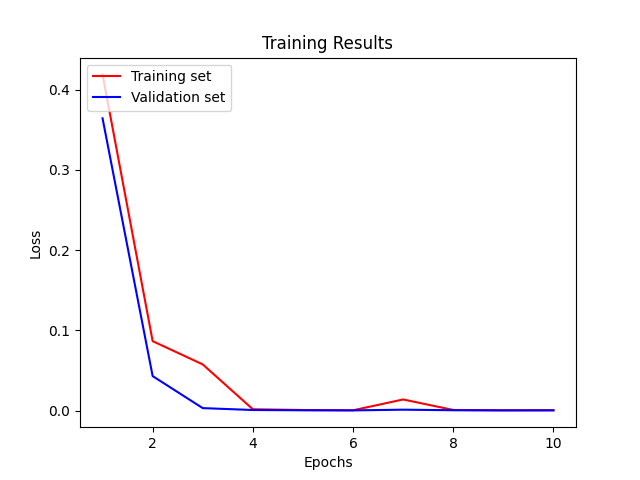 Training Results
Training set
Validation set
0.4
0.3
0.2
0.1
0.0
Loss
2 4 6 8 10
Epochs